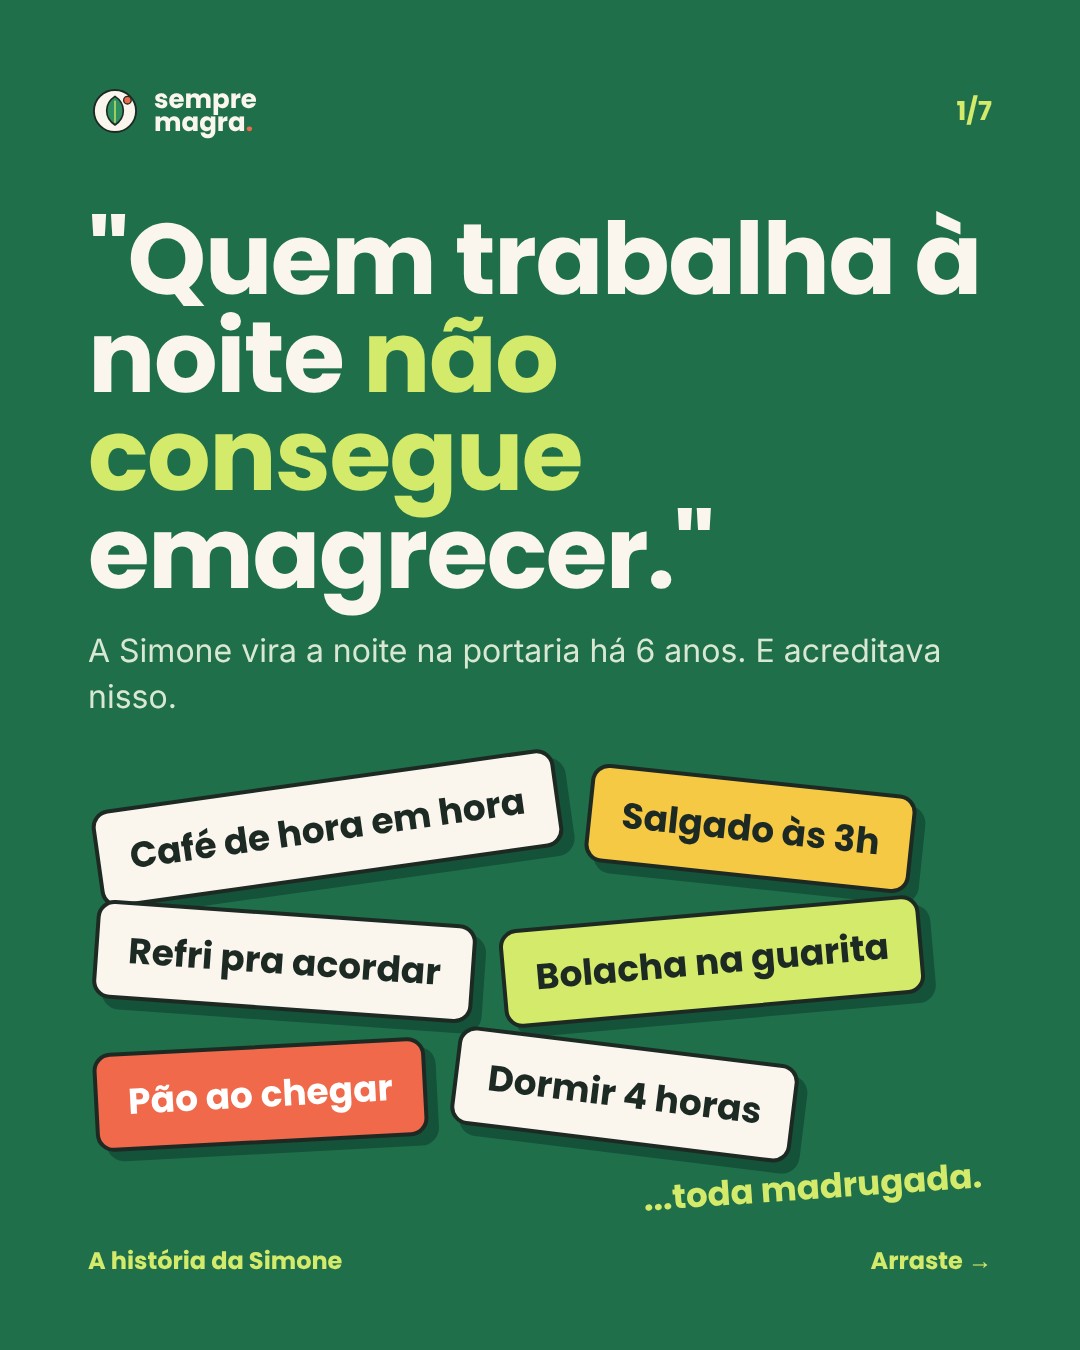 sempre
magra.
1/7
"Quem trabalha à
noite não
consegue
emagrecer."
A Simone vira a noite na portaria há 6 anos. E acreditava
nisso.
Café de hora em hora
Salgado às 3h
Refri pra acordar
Bolacha na guarita
Pão ao chegar
Dormir 4 horas
...toda madrugada.
A história da Simone
Arraste →